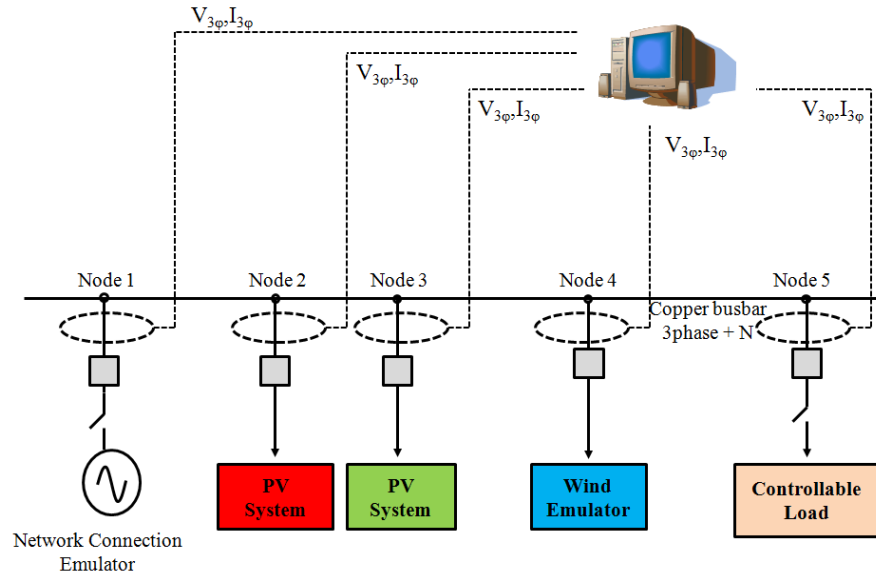 V3φ,I3φ
V3φ,I3φ
V3φ,I3φ
V3φ,I3φ
V3φ,I3φ
Node 1
Node 2
Node 3
Node 4
Node 5
Copper busbar
3phase + N
PV
System
PV
System
Wind
Emulator
Controllable
Load
Network Connection
Emulator